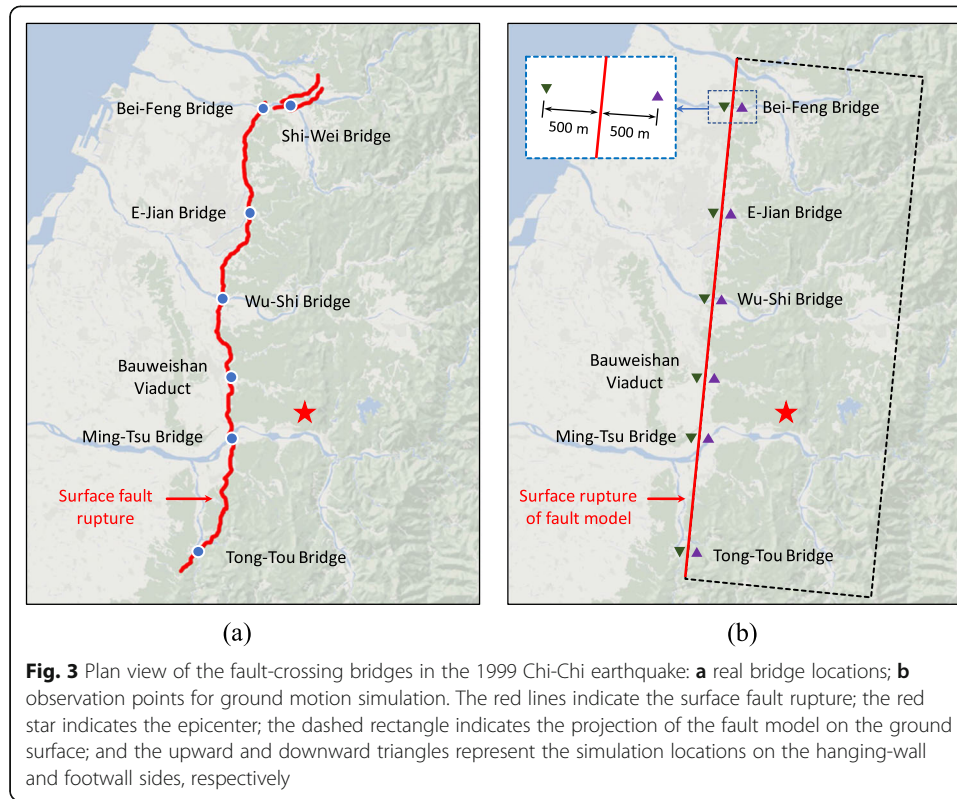 Bei-Feng Bridge
Shi-Wei Bridge
E-Jian Bridge
Wu-Shi Bridge
Bauweishan
Viaduct
Ming-Tsu Bridge
Surface fault
rupture
Tong-Tou Bridge
(a)
500 m
500 m
Bei-Feng Bridge
E-Jian Bridge
Wu-Shi Bridge
Bauweishan
Viaduct
Ming-Tsu Bridge
Surface rupture
of fault model
Tong-Tou Bridge
(b)
Fig. 3 Plan view of the fault-crossing bridges in the 1999 Chi-Chi earthquake: a real bridge locations; b
observation points for ground motion simulation. The red lines indicate the surface fault rupture; the red
star indicates the epicenter; the dashed rectangle indicates the projection of the fault model on the ground
surface; and the upward and downward triangles represent the simulation locations on the hanging-wall
and footwall sides, respectively